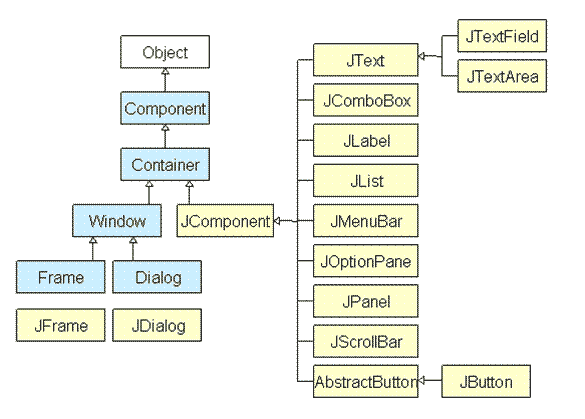 Object
Component
Container
Window
JComponent
Frame
Dialog
JFrame
JDialog
JText
JComboBox
JLabel
JList
JMenuBar
JOptionPane
JPanel
JScrollBar
AbstractButton
JTextField
JTextArea
JButton